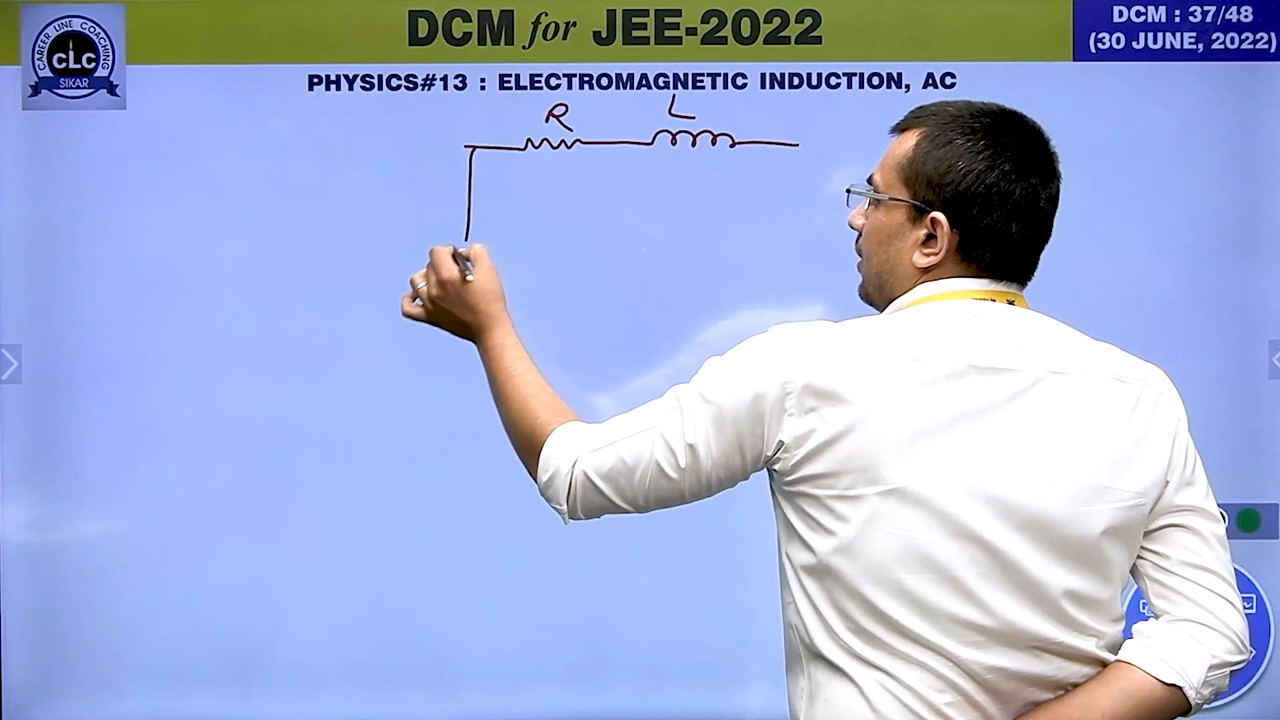 DCM for JEE-2022
DCM : 37/48
(30 JUNE, 2022)
CAREER LINE COACHING
CLC
SIKAR
PHYSICS#13 : ELECTROMAGNETIC INDUCTION, AC
R L